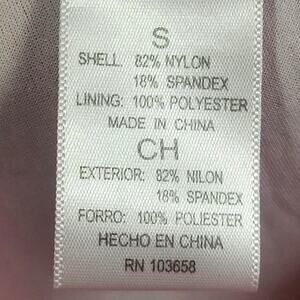 S
SHELL: 82% NYLON
18% SPANDEX
LINING: 100% POLYESTER
MADE IN CHINA
CH
EXTERIOR: 82% NILON
18% SPANDEX
FORRO: 100% POLIESTER
HECHO EN CHINA
RN 103658